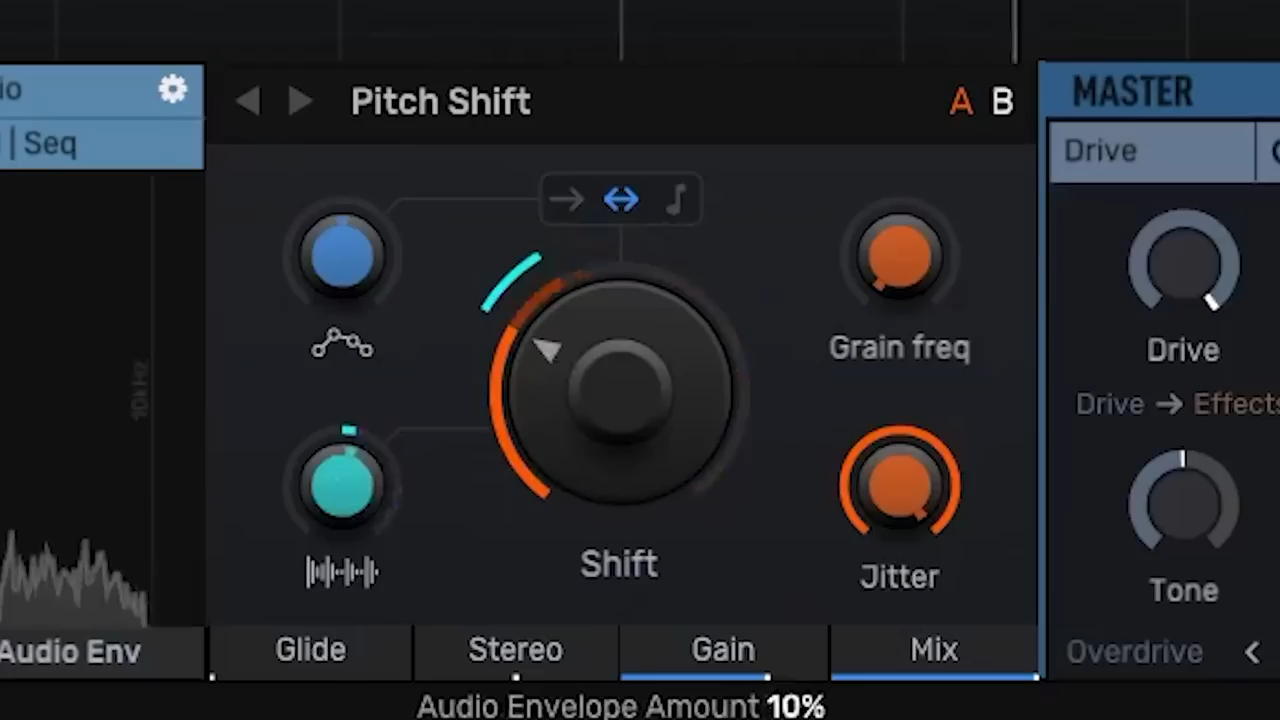 io
Pitch Shift
A B
MASTER
| Seq
Drive
10kHz
Grain freq
Drive
Drive → Effects
Shift
Jitter
Tone
Audio Env
Glide
Stereo
Gain
Mix
Overdrive
Audio Envelope Amount 10%